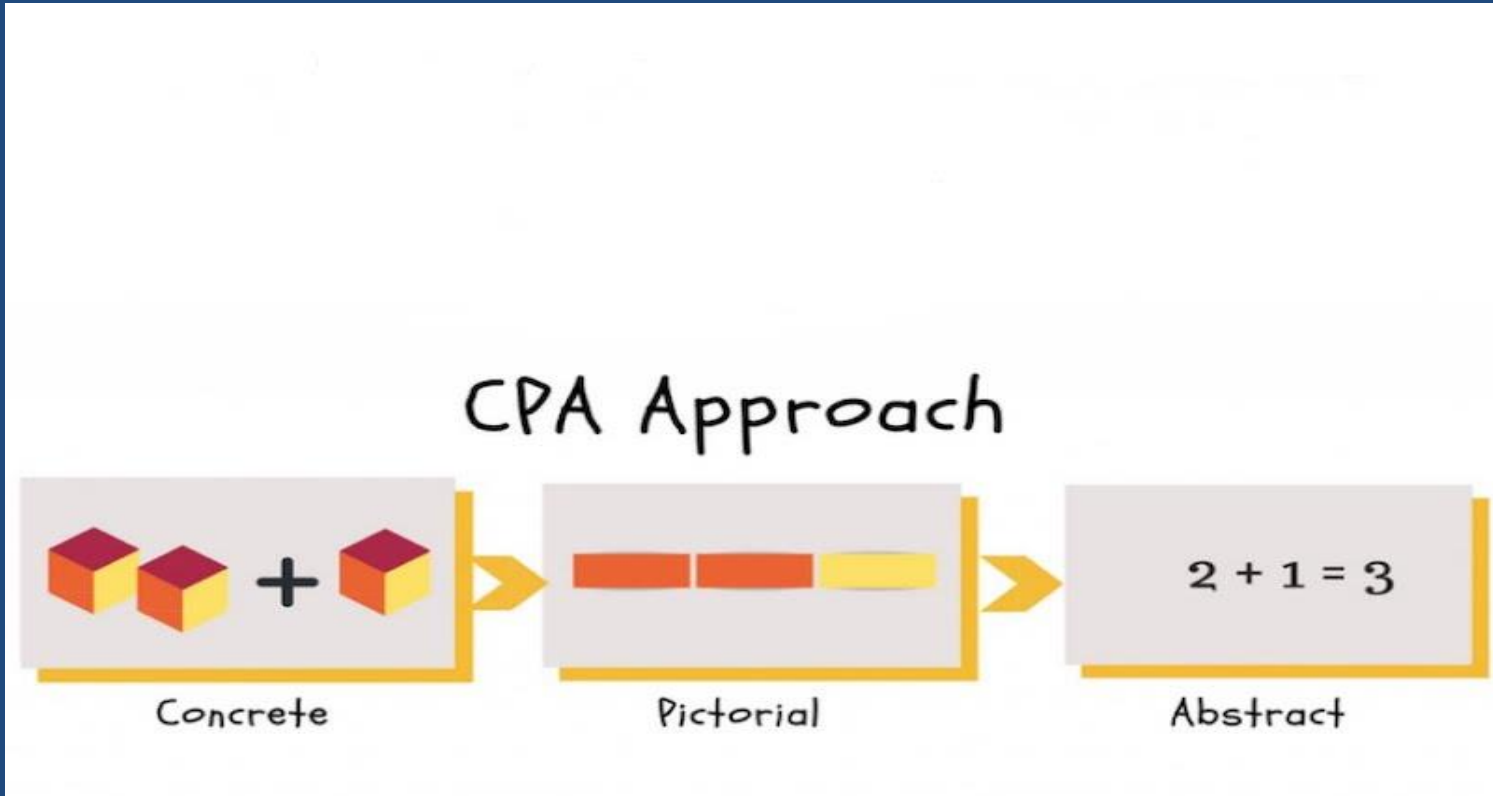 CPA Approach
2 + 1 = 3
Concrete
Pictorial
Abstract